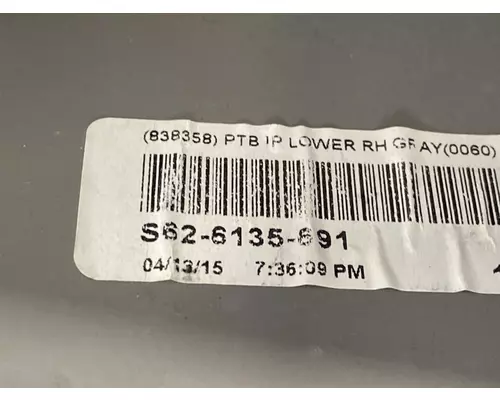 (838358) PTB IP LOWER RH GRAY(0060)
S62-6135-691
04/13/15 7:36:09 PM